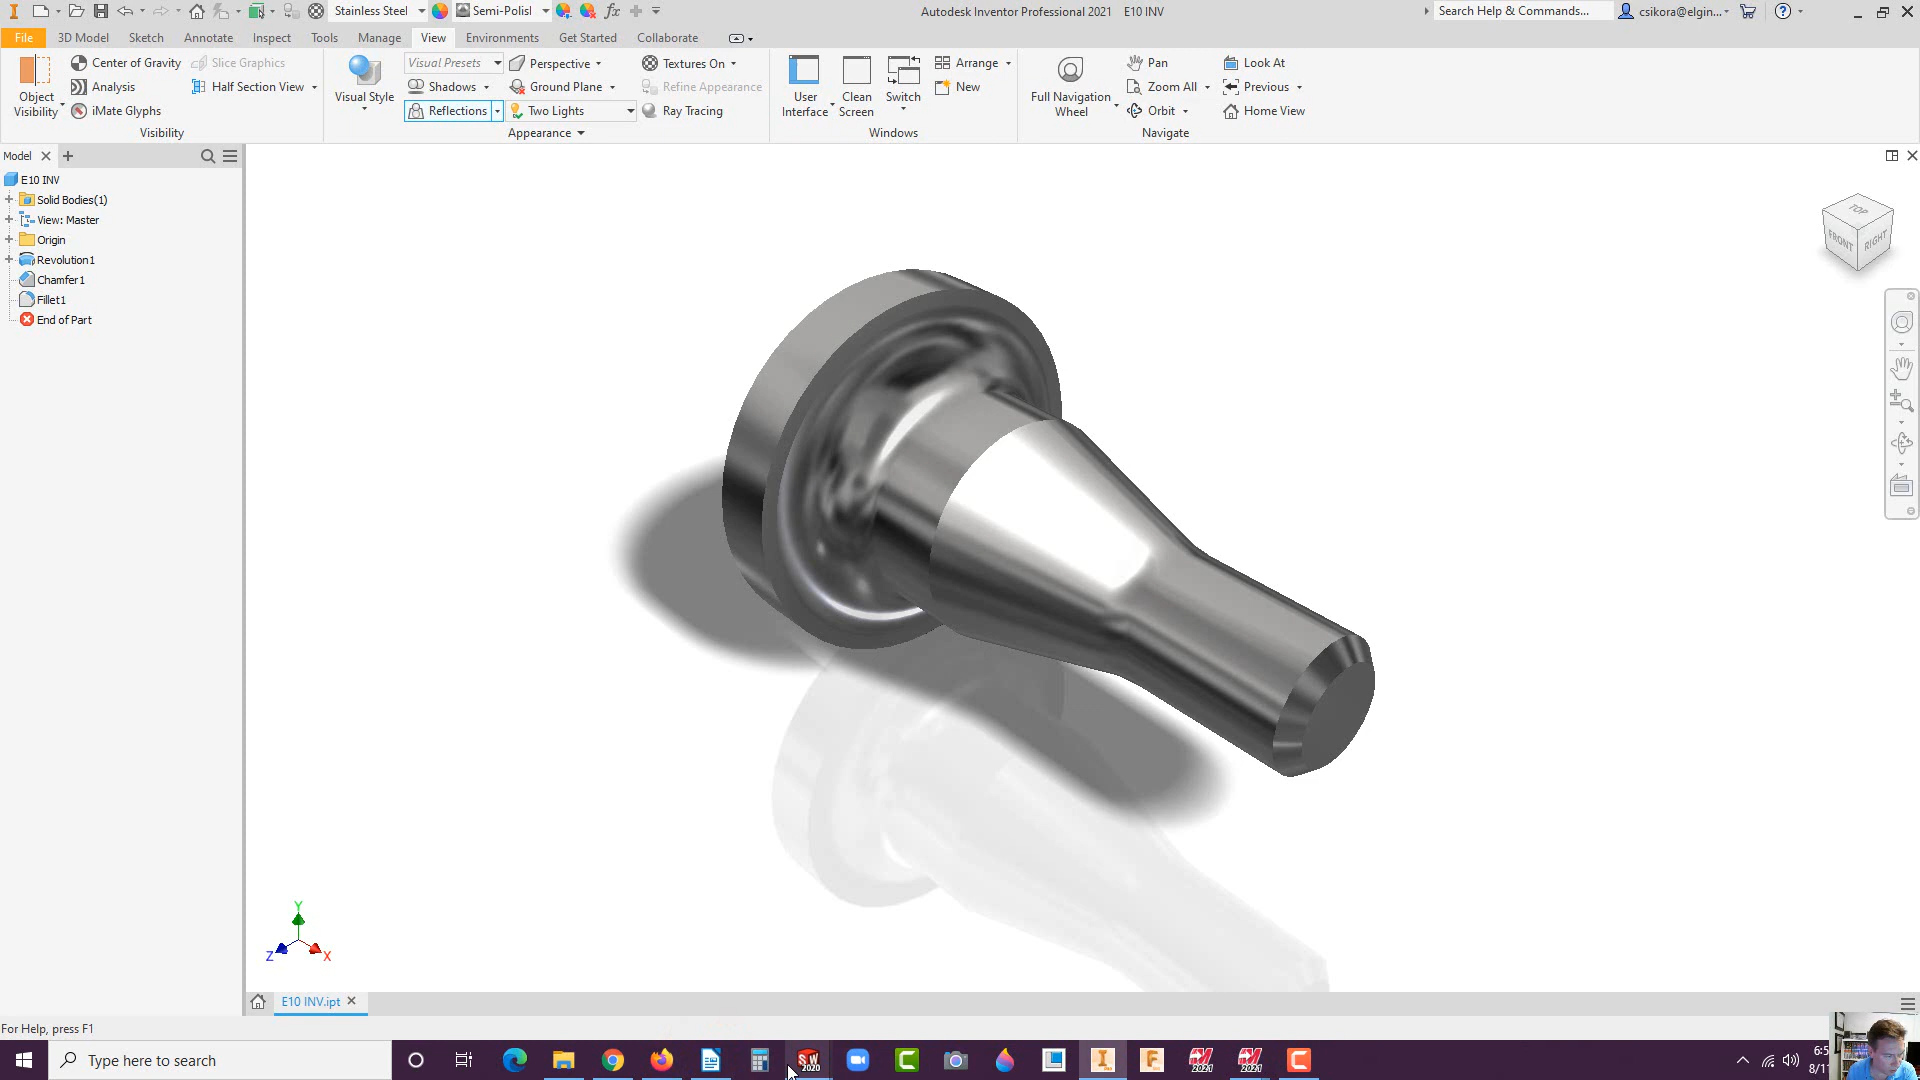 Stainless Steel Semi-Polisl fx Autodesk Inventor Professional 2021 E10 INV Search Help & Commands... csikora@elgin...
File 3D Model Sketch Annotate Inspect Tools Manage View Environments Get Started Collaborate
Object Visibility
Center of Gravity Slice Graphics
Analysis Half Section View
iMate Glyphs
Visibility
Visual Style
Visual Presets Perspective Textures On
Shadows Ground Plane Refine Appearance
Reflections Two Lights Ray Tracing
Appearance
User Interface
Clean Screen
Switch
Arrange
New
Windows
Full Navigation Wheel
Pan Look At
Zoom All Previous
Orbit Home View
Navigate
Model
E10 INV
Solid Bodies(1)
View: Master
Origin
Revolution1
Chamfer1
Fillet1
End of Part
TOP
FRONT RIGHT
Y
Z X
E10 INV.ipt
For Help, press F1
Type here to search
SW 2020
2021
2021
6:5
8/1